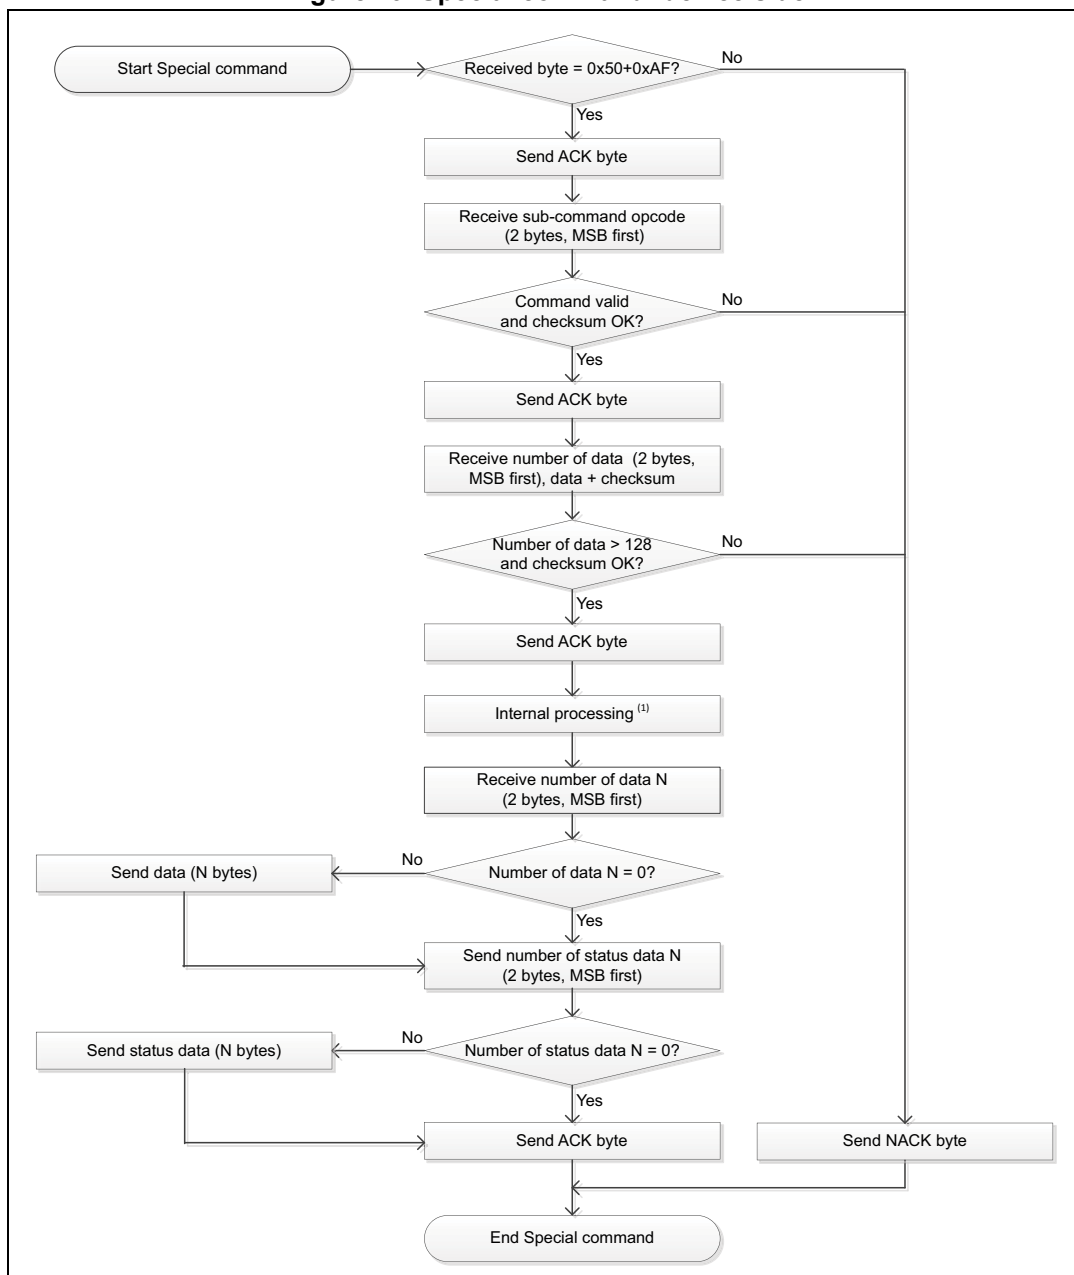 Start Special command
Received byte = 0x50+0xAF?
No
Yes
Send ACK byte
Receive sub-command opcode
(2 bytes, MSB first)
Command valid
and checksum OK?
No
Yes
Send ACK byte
Receive number of data (2 bytes,
MSB first), data + checksum
Number of data > 128
and checksum OK?
No
Yes
Send ACK byte
Internal processing (1)
Receive number of data N
(2 bytes, MSB first)
Send data (N bytes)
No
Number of data N = 0?
Yes
Send number of status data N
(2 bytes, MSB first)
Send status data (N bytes)
No
Number of status data N = 0?
Yes
Send ACK byte
Send NACK byte
End Special command